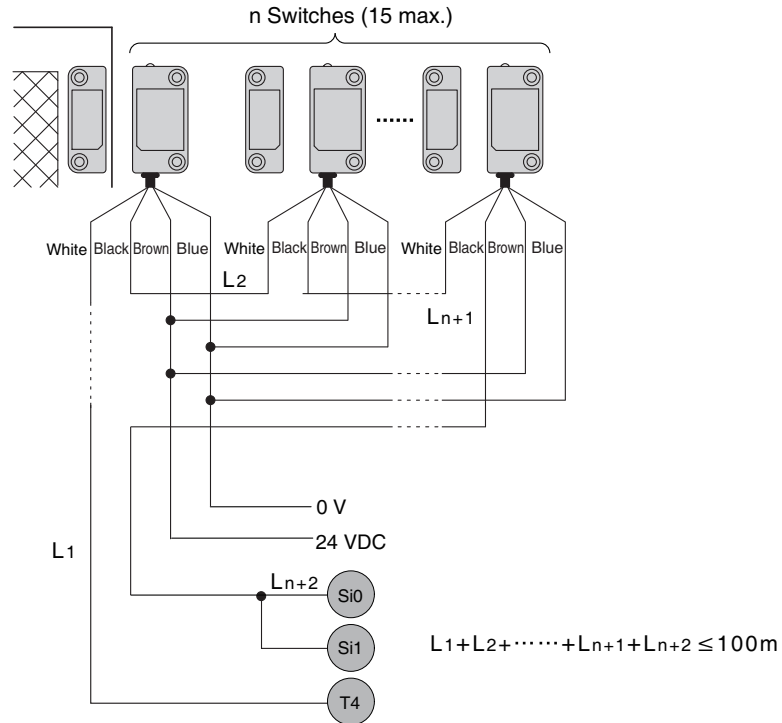 n Switches (15 max.)
White Black Brown Blue White Black Brown Blue White Black Brown Blue
L2
Ln+1
0 V
24 VDC
L1
Ln+2
Si0
Si1
L1+L2+······+Ln+1+Ln+2 ≤100m
T4